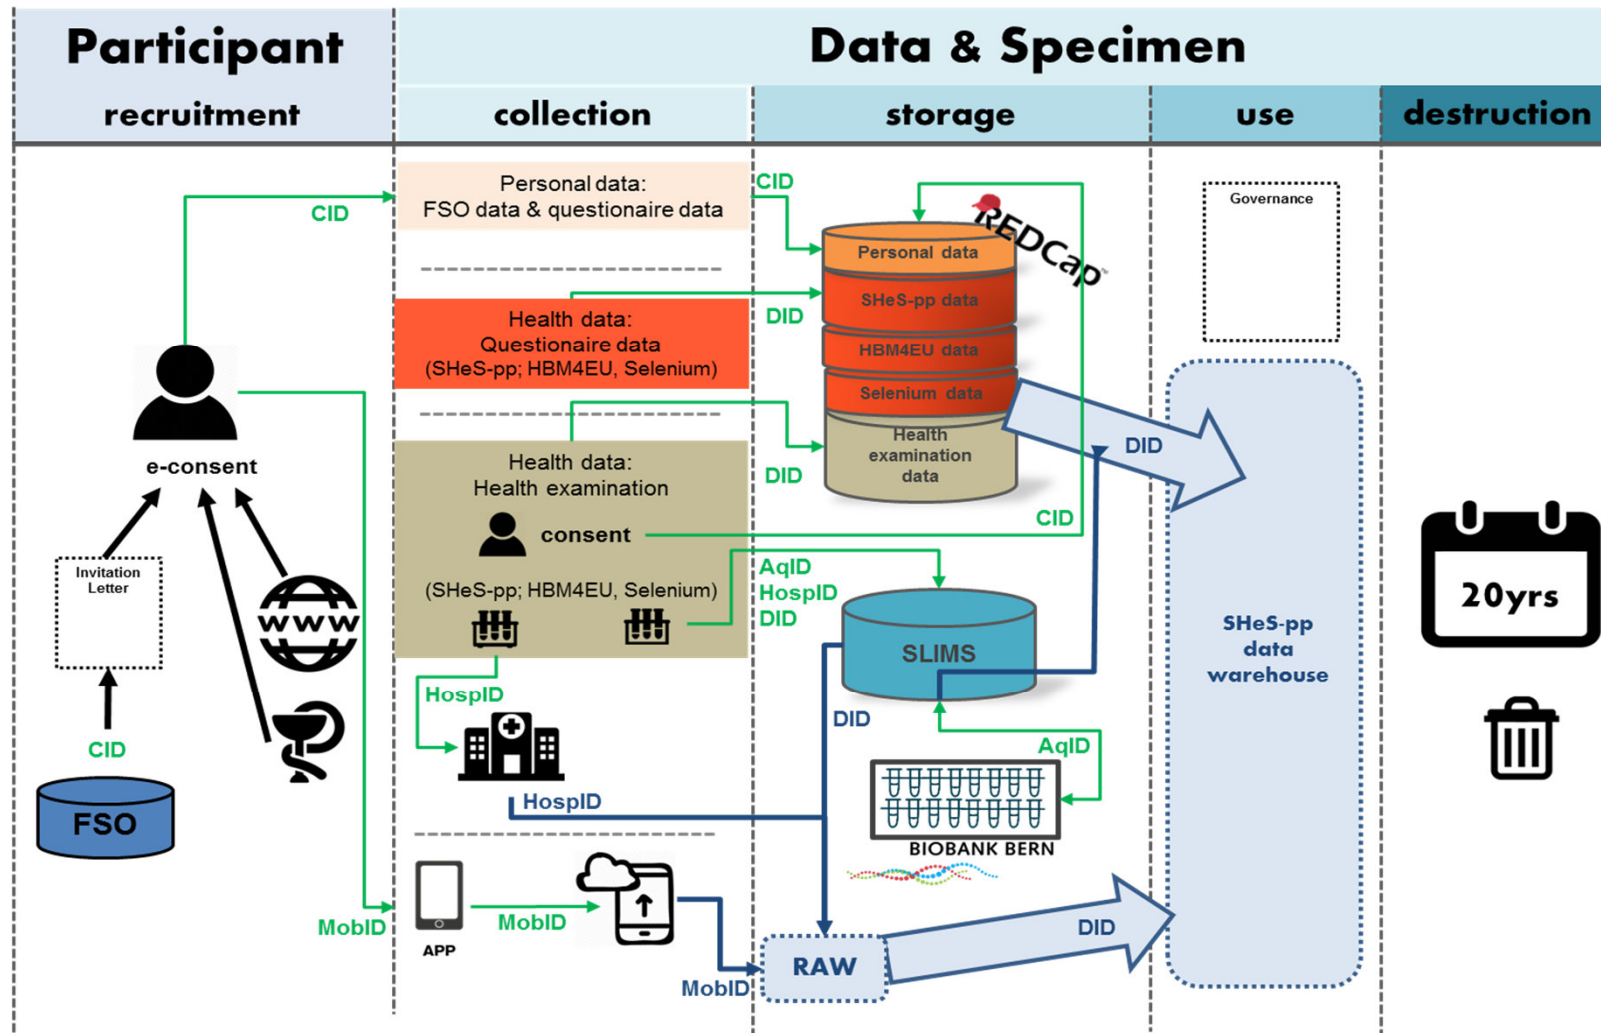 Participant
Data & Specimen
recruitment
collection
storage
use
destruction
CID
Personal data:
FSO data & questionaire data
CID
REDCap™
Governance
Personal data
SHeS-pp data
HBM4EU data
Selenium data
Health
examination
data
Health data:
Questionaire data
(SHeS-pp; HBM4EU, Selenium)
DID
DID
DID
e-consent
Health data:
Health examination
consent
CID
(SHeS-pp; HBM4EU, Selenium)
AqID
HospID
DID
Invitation
Letter
www
CID
FSO
HospID
SLIMS
DID
AqID
HospID
BIOBANK BERN
SHeS-pp
data
warehouse
20yrs
MobID
APP
MobID
MobID
RAW
DID